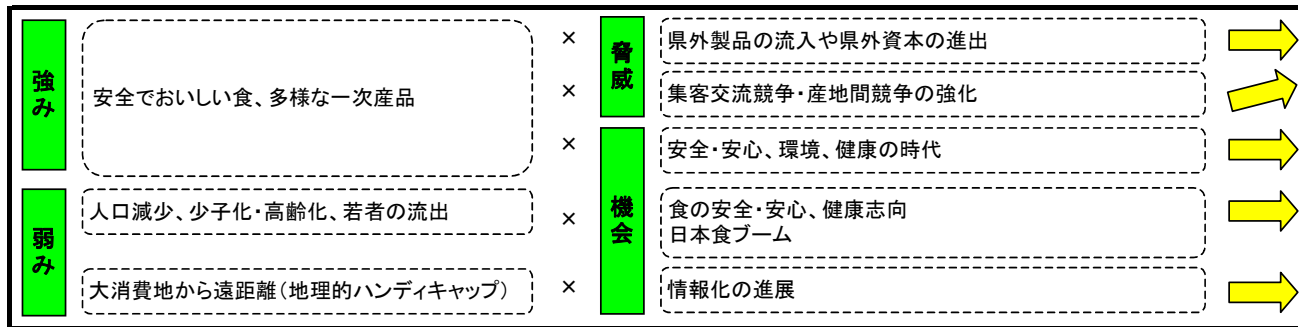 強み
安全でおいしい食、多様な一次産品
×
脅威
県外製品の流入や県外資本の進出
×
集客交流競争・産地間競争の強化
×
機会
安全・安心、環境、健康の時代
弱み
人口減少、少子化・高齢化、若者の流出
×
食の安全・安心、健康志向
日本食ブーム
大消費地から遠距離(地理的ハンディキャップ)
×
情報化の進展